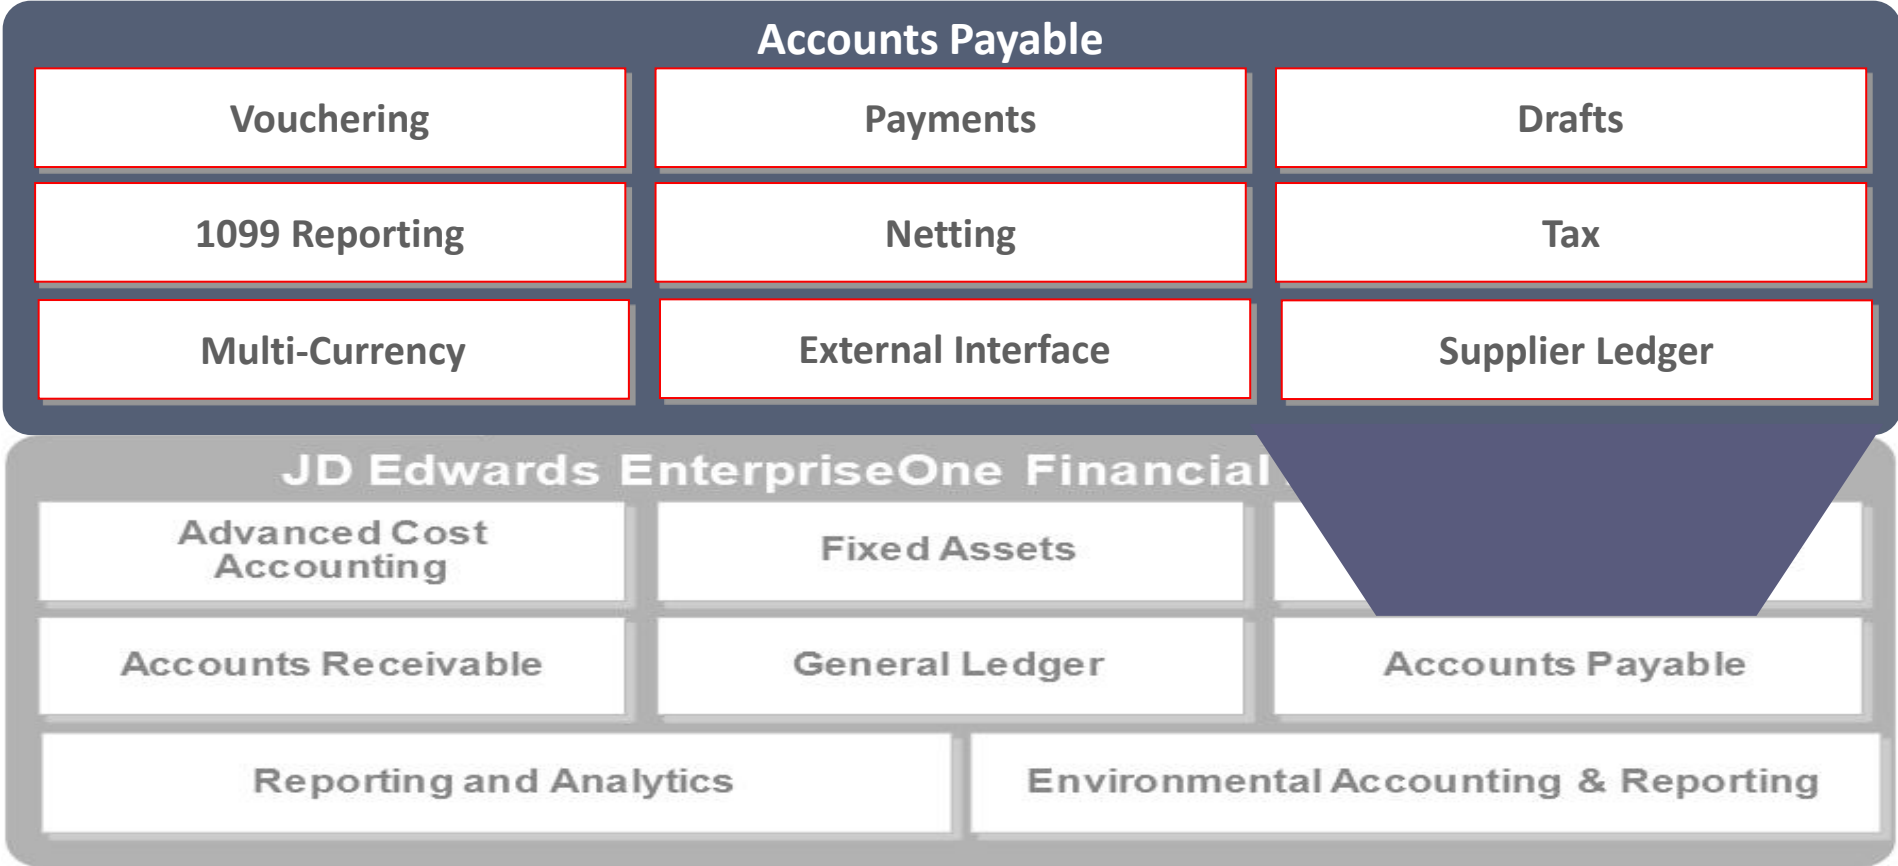 Accounts Payable
Vouchering
Payments
Drafts
1099 Reporting
Netting
Tax
Multi-Currency
External Interface
Supplier Ledger
JD Edwards EnterpriseOne Financial
Advanced Cost
Accounting
Fixed Assets
Accounts Receivable
General Ledger
Accounts Payable
Reporting and Analytics
Environmental Accounting & Reporting